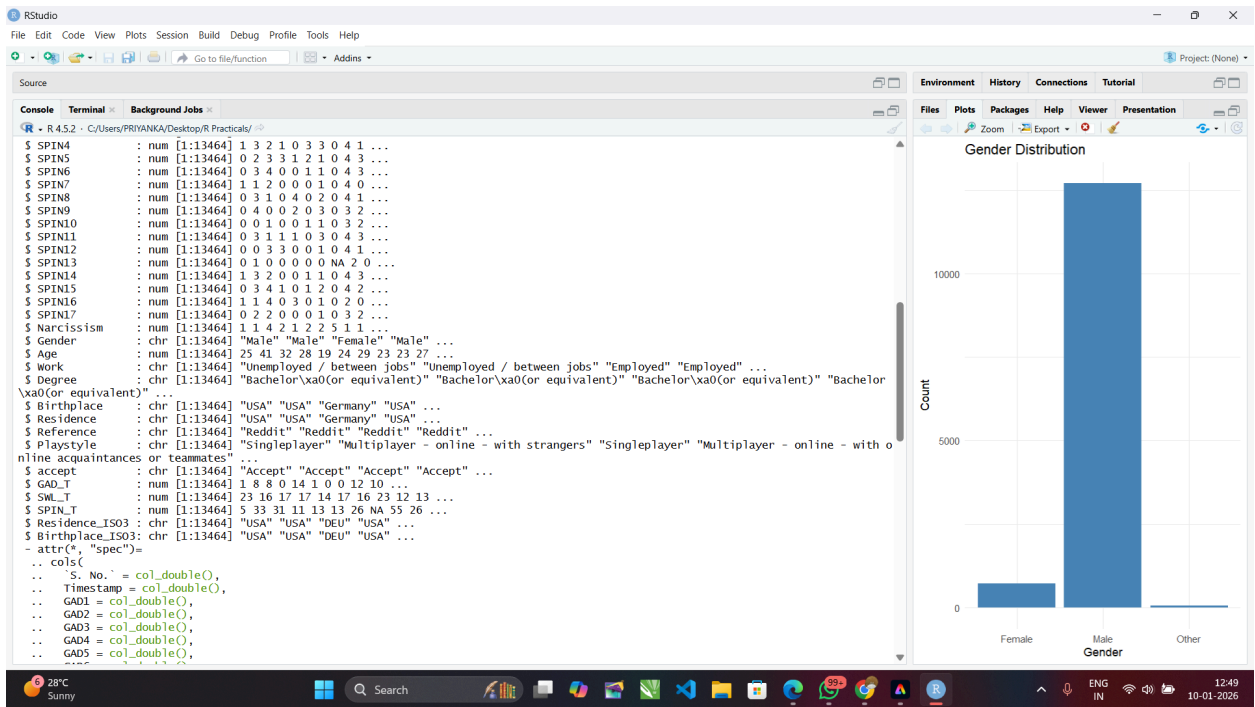 RStudio
File Edit Code View Plots Session Build Debug Profile Tools Help
Go to file/function
Addins
Project: (None)
Source
Console Terminal Background Jobs
R 4.5.2 · C:/Users/PRIYANKA/Desktop/R Practicals/
$ SPIN4 : num [1:13464] 1 3 2 1 0 3 3 0 4 1 ...
$ SPIN5 : num [1:13464] 0 2 3 3 1 2 1 0 4 3 ...
$ SPIN6 : num [1:13464] 0 3 4 0 0 1 1 0 4 3 ...
$ SPIN7 : num [1:13464] 1 1 2 0 0 0 1 0 4 0 ...
$ SPIN8 : num [1:13464] 0 3 1 0 4 0 2 0 4 1 ...
$ SPIN9 : num [1:13464] 0 4 0 0 2 0 3 0 3 2 ...
$ SPIN10 : num [1:13464] 0 0 1 0 0 1 1 0 3 2 ...
$ SPIN11 : num [1:13464] 0 3 1 1 1 0 3 0 4 3 ...
$ SPIN12 : num [1:13464] 0 0 3 3 0 0 1 0 4 1 ...
$ SPIN13 : num [1:13464] 0 1 0 0 0 0 0 NA 2 0 ...
$ SPIN14 : num [1:13464] 1 3 2 0 0 1 1 0 4 3 ...
$ SPIN15 : num [1:13464] 0 3 4 1 0 1 2 0 4 2 ...
$ SPIN16 : num [1:13464] 1 1 4 0 3 0 1 0 2 0 ...
$ SPIN17 : num [1:13464] 0 2 2 0 0 0 1 0 3 2 ...
$ Narcissism : num [1:13464] 1 1 4 2 1 2 2 5 1 1 ...
$ Gender : chr [1:13464] "Male" "Male" "Female" "Male" ...
$ Age : num [1:13464] 25 41 32 28 19 24 29 23 23 27 ...
$ Work : chr [1:13464] "Unemployed / between jobs" "Unemployed / between jobs" "Employed" "Employed" ...
$ Degree : chr [1:13464] "Bachelor\xa0(or equivalent)" "Bachelor\xa0(or equivalent)" "Bachelor\xa0(or equivalent)" "Bachelor
\xa0(or equivalent)" ...
$ Birthplace : chr [1:13464] "USA" "USA" "Germany" "USA" ...
$ Residence : chr [1:13464] "USA" "USA" "Germany" "USA" ...
$ Reference : chr [1:13464] "Reddit" "Reddit" "Reddit" "Reddit" ...
$ Playstyle : chr [1:13464] "Singleplayer" "Multiplayer - online - with strangers" "Singleplayer" "Multiplayer - online - with o
nline acquaintances or teammates" ...
$ accept : chr [1:13464] "Accept" "Accept" "Accept" "Accept" ...
$ GAD_T : num [1:13464] 1 8 8 0 14 1 0 0 12 10 ...
$ SWL_T : num [1:13464] 23 16 17 17 14 17 16 23 12 13 ...
$ SPIN_T : num [1:13464] 5 33 31 11 13 13 26 NA 55 26 ...
$ Residence_ISO3 : chr [1:13464] "USA" "USA" "DEU" "USA" ...
$ Birthplace_ISO3: chr [1:13464] "USA" "USA" "DEU" "USA" ...
- attr(*, "spec")=
.. cols(
.. `S. No.` = col_double(),
.. Timestamp = col_double(),
.. GAD1 = col_double(),
.. GAD2 = col_double(),
.. GAD3 = col_double(),
.. GAD4 = col_double(),
.. GAD5 = col_double(),
Environment History Connections Tutorial
Files Plots Packages Help Viewer Presentation
Zoom Export
Gender Distribution
10000
5000
0
Count
Female Male Other
Gender
6
28°C
Sunny
Search
99+
ENG
IN
12:49
10-01-2026